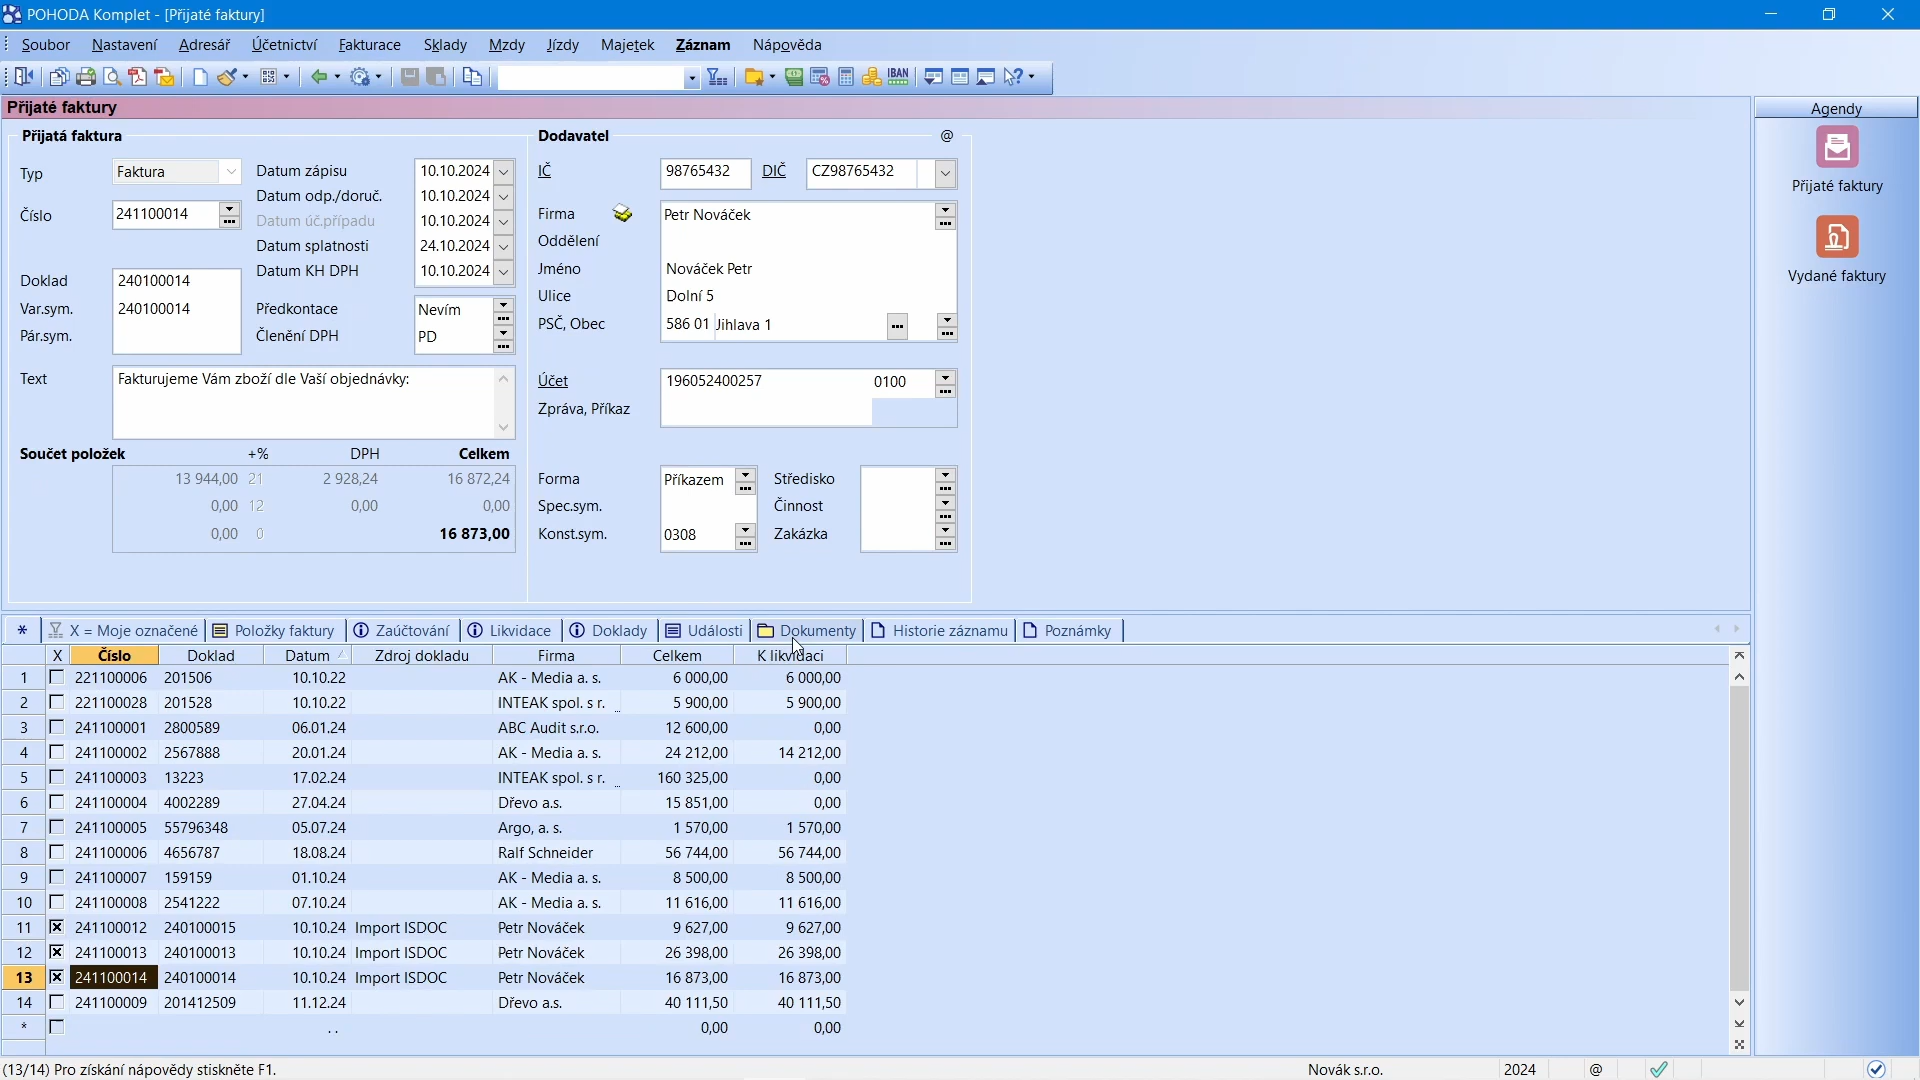 POHODA Komplet - [Přijaté faktury]
Soubor Nastavení Adresář Účetnictví Fakturace Sklady Mzdy Jízdy Majetek Záznam Nápověda
IBAN
Přijaté faktury
Agendy
Přijaté faktury
Vydané faktury
Přijatá faktura
Typ Faktura
Číslo 241100014
Doklad 240100014
Var.sym. 240100014
Pár.sym.
Datum zápisu 10.10.2024
Datum odp./doruč. 10.10.2024
Datum úč.případu 10.10.2024
Datum splatnosti 24.10.2024
Datum KH DPH 10.10.2024
Předkontace Nevím
Členění DPH PD
Text Fakturujeme Vám zboží dle Vaší objednávky:
Součet položek +% DPH Celkem
13 944,00 21 2 928,24 16 872,24
0,00 12 0,00 0,00
0,00 0 16 873,00
Dodavatel @
IČ 98765432 DIČ CZ98765432
Firma Petr Nováček
Oddělení
Jméno Nováček Petr
Ulice Dolní 5
PSČ, Obec 586 01 Jihlava 1
Účet 196052400257 0100
Zpráva, Příkaz
Forma Příkazem Středisko
Spec.sym. Činnost
Konst.sym. 0308 Zakázka
* X = Moje označené Položky faktury Zaúčtování Likvidace Doklady Události Dokumenty Historie záznamu Poznámky
X Číslo Doklad Datum Zdroj dokladu Firma Celkem K likvidaci
1 221100006 201506 10.10.22 AK - Media a. s. 6 000,00 6 000,00
2 221100028 201528 10.10.22 INTEAK spol. s r. 5 900,00 5 900,00
3 241100001 2800589 06.01.24 ABC Audit s.r.o. 12 600,00 0,00
4 241100002 2567888 20.01.24 AK - Media a. s. 24 212,00 14 212,00
5 241100003 13223 17.02.24 INTEAK spol. s r. 160 325,00 0,00
6 241100004 4002289 27.04.24 Dřevo a.s. 15 851,00 0,00
7 241100005 55796348 05.07.24 Argo, a. s. 1 570,00 1 570,00
8 241100006 4656787 18.08.24 Ralf Schneider 56 744,00 56 744,00
9 241100007 159159 01.10.24 AK - Media a. s. 8 500,00 8 500,00
10 241100008 2541222 07.10.24 AK - Media a. s. 11 616,00 11 616,00
11 241100012 240100015 10.10.24 Import ISDOC Petr Nováček 9 627,00 9 627,00
12 241100013 240100013 10.10.24 Import ISDOC Petr Nováček 26 398,00 26 398,00
13 241100014 240100014 10.10.24 Import ISDOC Petr Nováček 16 873,00 16 873,00
14 241100009 201412509 11.12.24 Dřevo a.s. 40 111,50 40 111,50
* . . 0,00 0,00
(13/14) Pro získání nápovědy stiskněte F1. Novák s.r.o. 2024 @